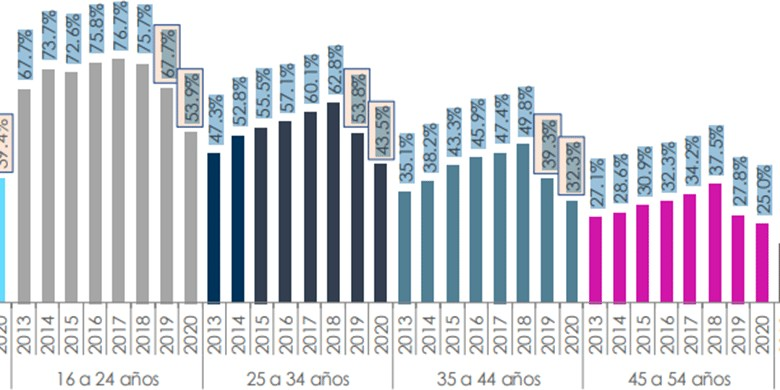 39.4%
67.7% 73.7% 72.6% 75.8% 76.7% 75.7% 67.7% 53.9%
47.3% 52.8% 55.5% 57.1% 60.1% 62.8% 53.8% 43.5%
35.1% 38.2% 43.3% 45.9% 47.4% 49.8% 39.3% 32.3%
27.1% 28.6% 30.9% 32.3% 34.2% 37.5% 27.8% 25.0%
2020 2013 2014 2015 2016 2017 2018 2019 2020 2013 2014 2015 2016 2017 2018 2019 2020 2013 2014 2015 2016 2017 2018 2019 2020 2013 2014 2015 2016 2017 2018 2019 2020
16 a 24 años 25 a 34 años 35 a 44 años 45 a 54 años